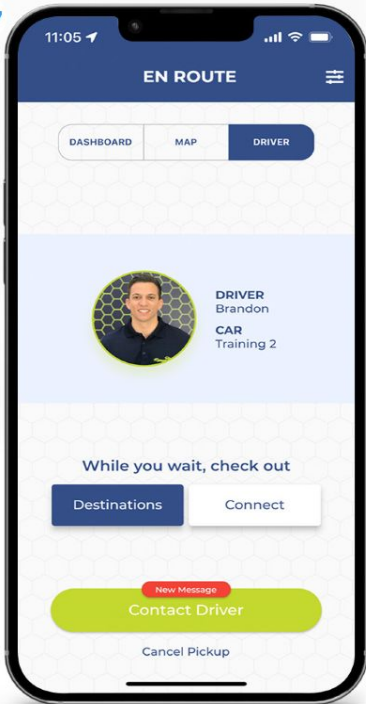 11:05
EN ROUTE
DASHBOARD MAP DRIVER
DRIVER
Brandon
CAR
Training 2
While you wait, check out
Destinations Connect
New Message
Contact Driver
Cancel Pickup